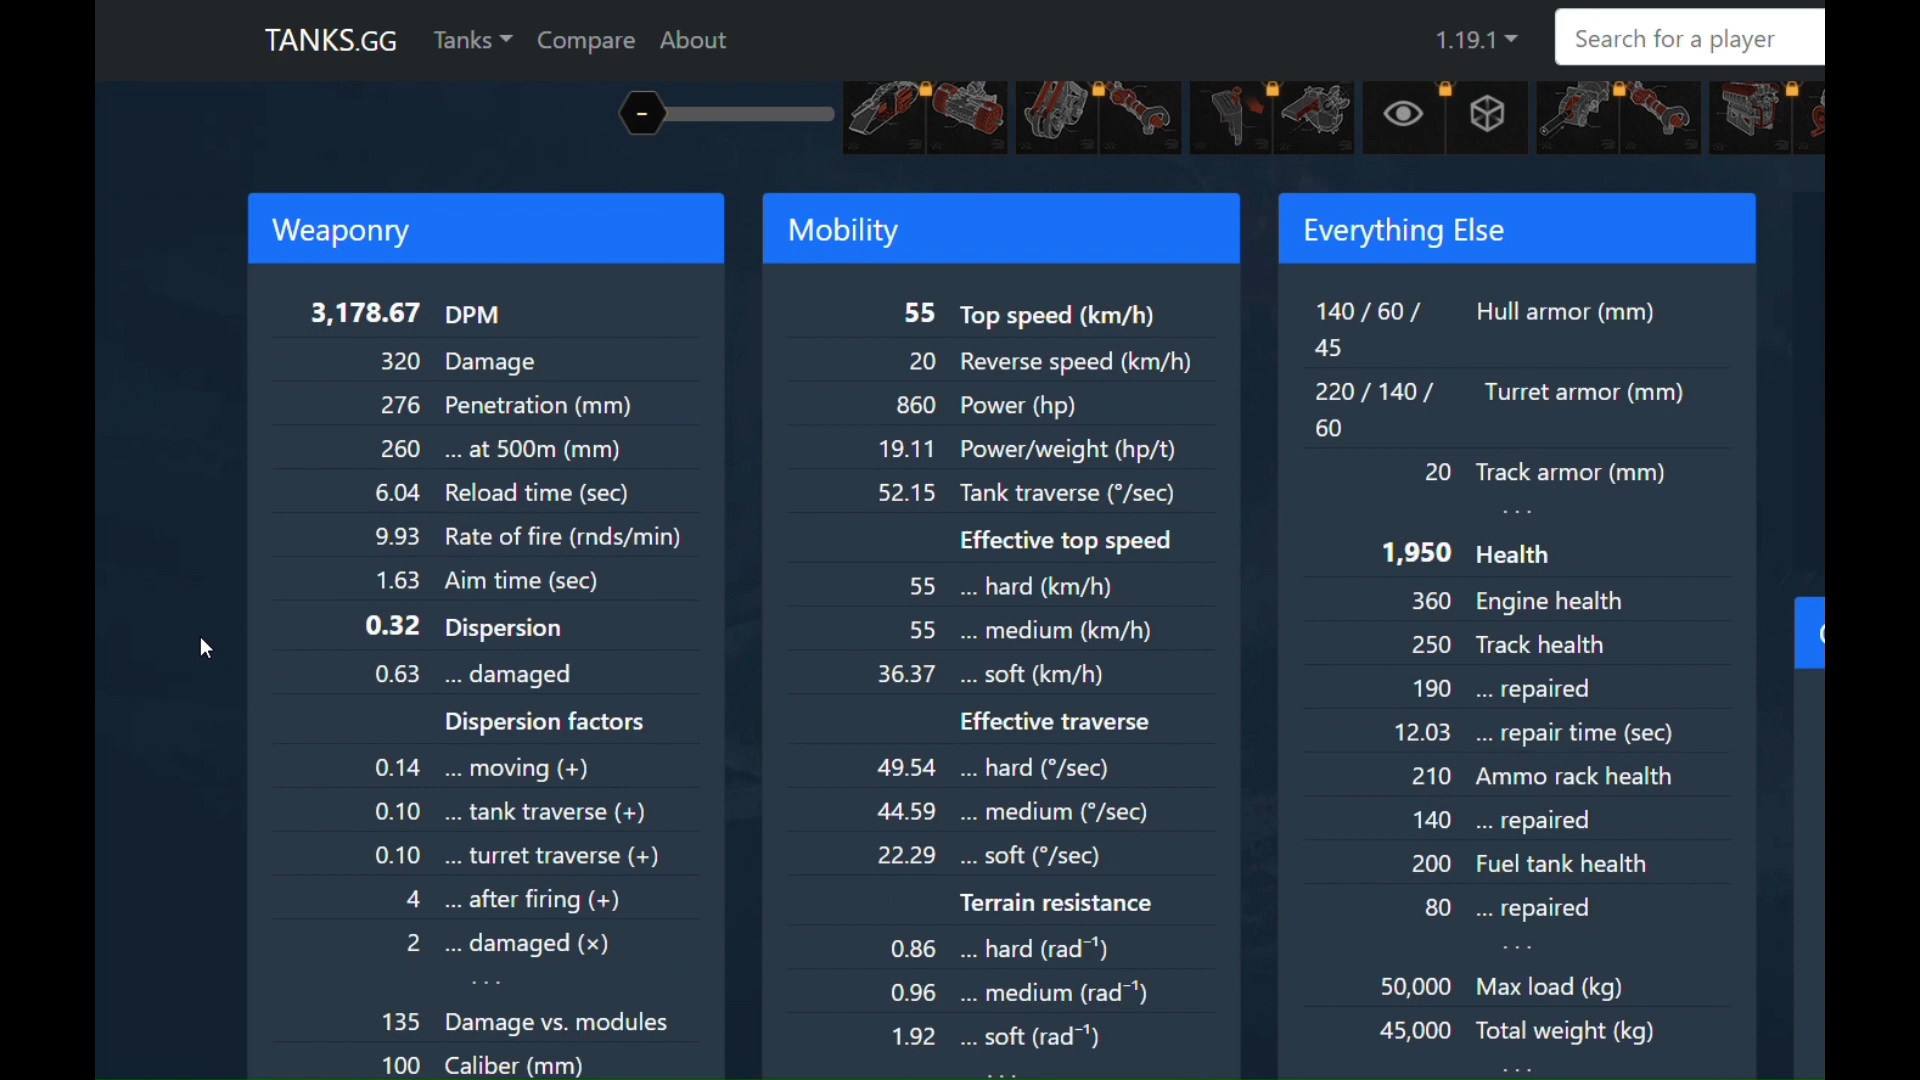 TANKS.GG Tanks Compare About 1.19.1 Search for a player
-
Weaponry
3,178.67 DPM
320 Damage
276 Penetration (mm)
260 ... at 500m (mm)
6.04 Reload time (sec)
9.93 Rate of fire (rnds/min)
1.63 Aim time (sec)
0.32 Dispersion
0.63 ... damaged
Dispersion factors
0.14 ... moving (+)
0.10 ... tank traverse (+)
0.10 ... turret traverse (+)
4 ... after firing (+)
2 ... damaged (×)
...
135 Damage vs. modules
100 Caliber (mm)
Mobility
55 Top speed (km/h)
20 Reverse speed (km/h)
860 Power (hp)
19.11 Power/weight (hp/t)
52.15 Tank traverse (°/sec)
Effective top speed
55 ... hard (km/h)
55 ... medium (km/h)
36.37 ... soft (km/h)
Effective traverse
49.54 ... hard (°/sec)
44.59 ... medium (°/sec)
22.29 ... soft (°/sec)
Terrain resistance
0.86 ... hard (rad⁻¹)
0.96 ... medium (rad⁻¹)
1.92 ... soft (rad⁻¹)
...
Everything Else
140 / 60 / Hull armor (mm)
45
220 / 140 / Turret armor (mm)
60
20 Track armor (mm)
...
1,950 Health
360 Engine health
250 Track health
190 ... repaired
12.03 ... repair time (sec)
210 Ammo rack health
140 ... repaired
200 Fuel tank health
80 ... repaired
...
50,000 Max load (kg)
45,000 Total weight (kg)
...